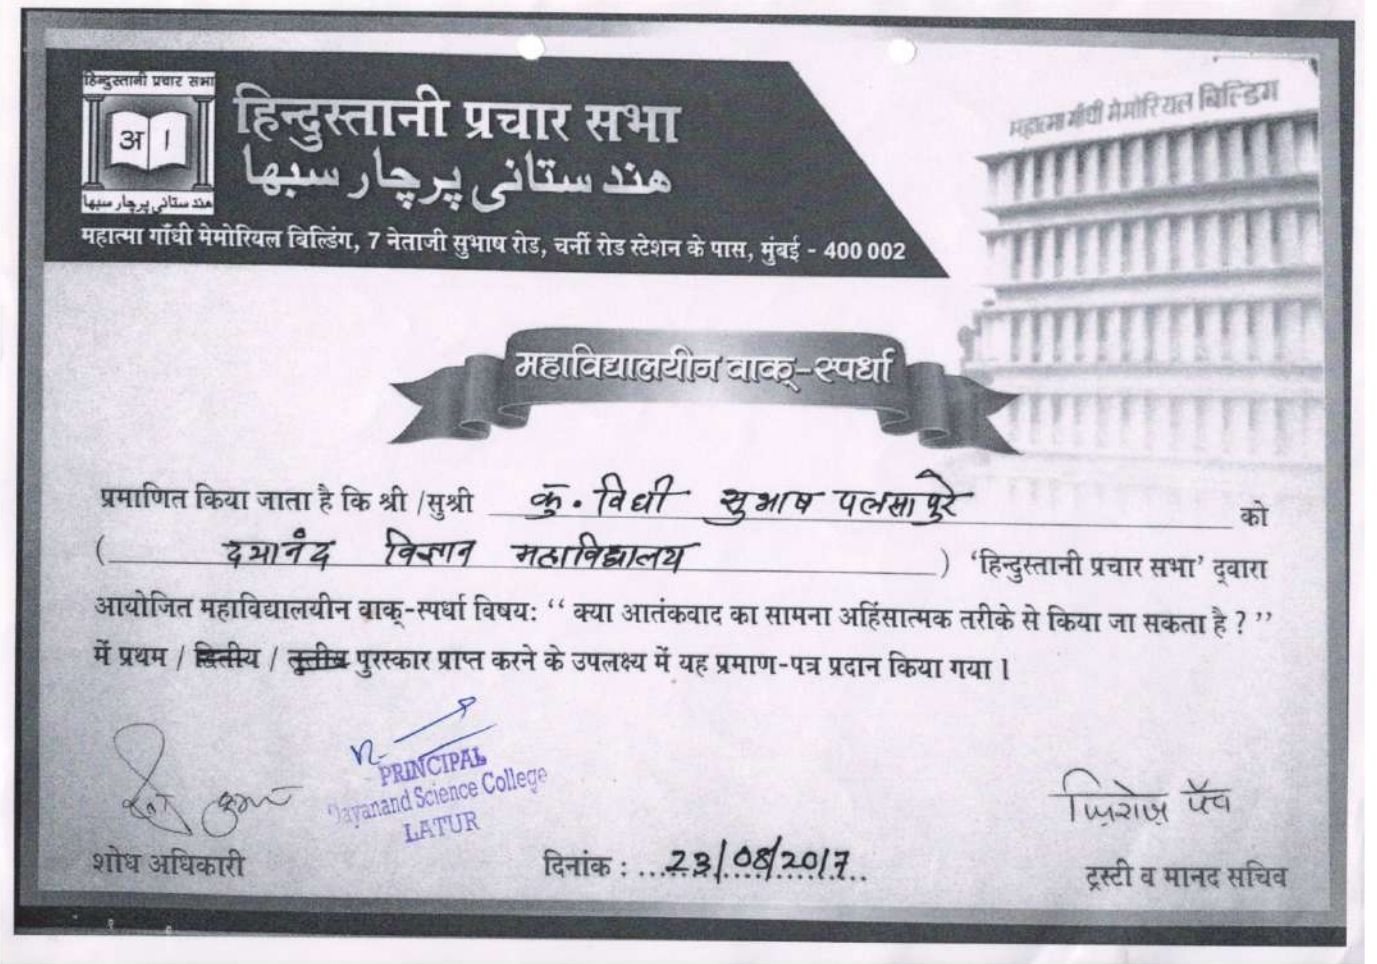 हिन्दुस्तानी प्रचार सभा
अ ।
هندستانی پرچار سبھا
हिन्दुस्तानी प्रचार सभा
هندستانی پرچار سبھا
महात्मा गाँधी मेमोरियल बिल्डिंग, 7 नेताजी सुभाष रोड, चर्नी रोड स्टेशन के पास, मुंबई - 400 002
महात्मा गाँधी मेमोरियल बिल्डिंग
महाविद्यालयीन वाक्-स्पर्धा
प्रमाणित किया जाता है कि श्री /सुश्री कु. विधी सुभाष पलसापुरे को
( दयानंद विज्ञान महाविद्यालय ) ‘हिन्दुस्तानी प्रचार सभा’ द्वारा
आयोजित महाविद्यालयीन वाक्-स्पर्धा विषय: ‘‘ क्या आतंकवाद का सामना अहिंसात्मक तरीके से किया जा सकता है ? ’’
में प्रथम / द्वितीय / तृतीय पुरस्कार प्राप्त करने के उपलक्ष्य में यह प्रमाण-पत्र प्रदान किया गया ।
PRINCIPAL
Dayanand Science College
LATUR
शोध अधिकारी
दिनांक : ...23/08/2017..
फ़िरोज़ पॅच
ट्रस्टी व मानद सचिव